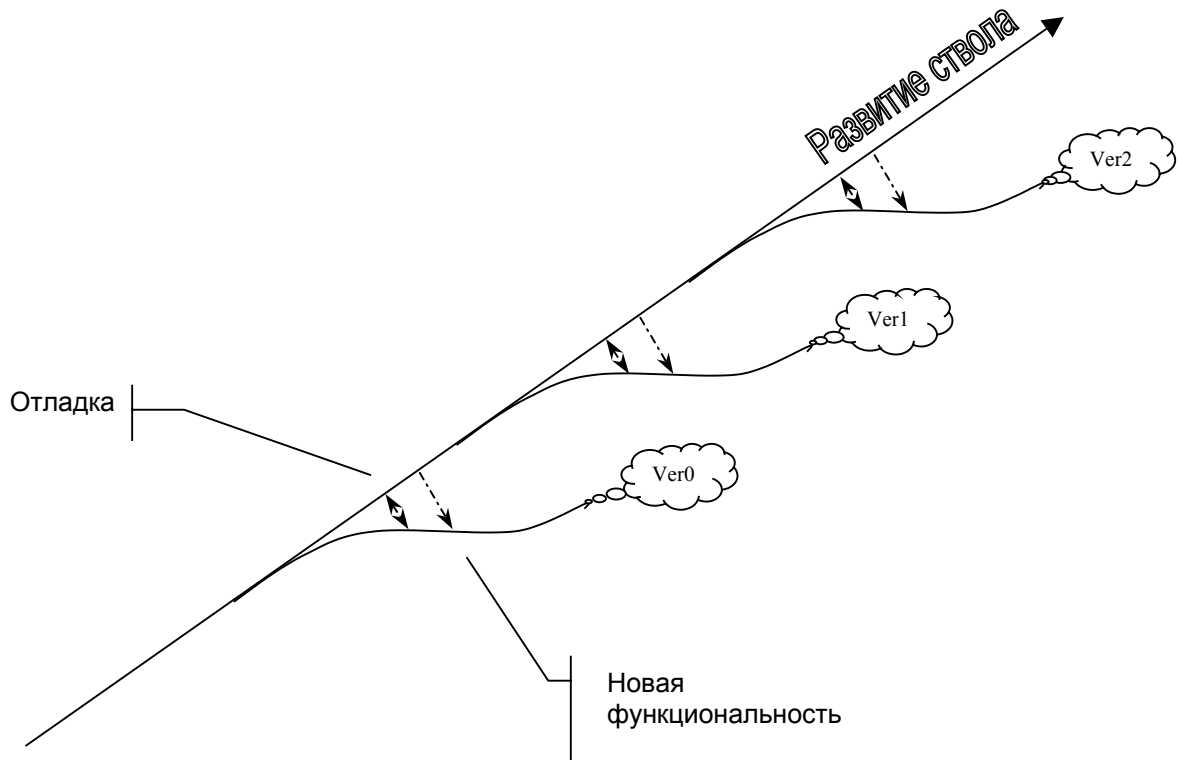 Развитие ствола
Ver2
Ver1
Отладка
Ver0
Новая
функциональность